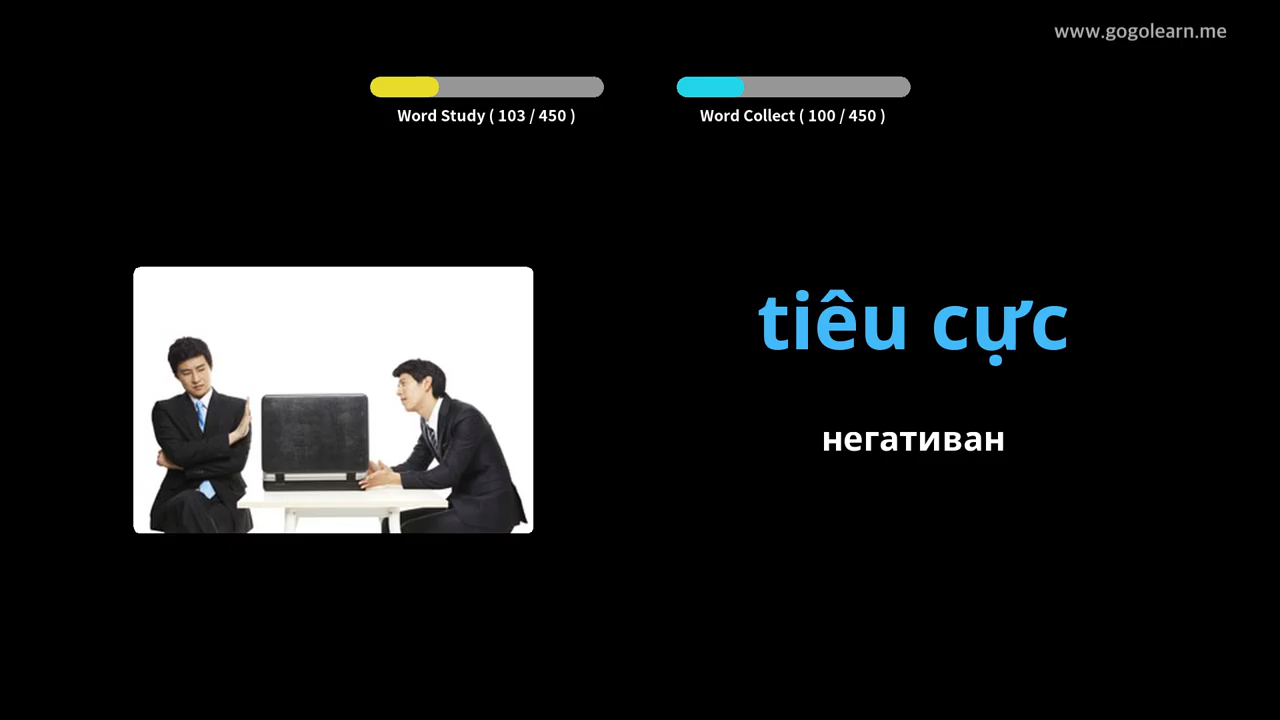 www.gogolearn.me
Word Study ( 103 / 450 )
Word Collect ( 100 / 450 )
tiêu cực
негативан